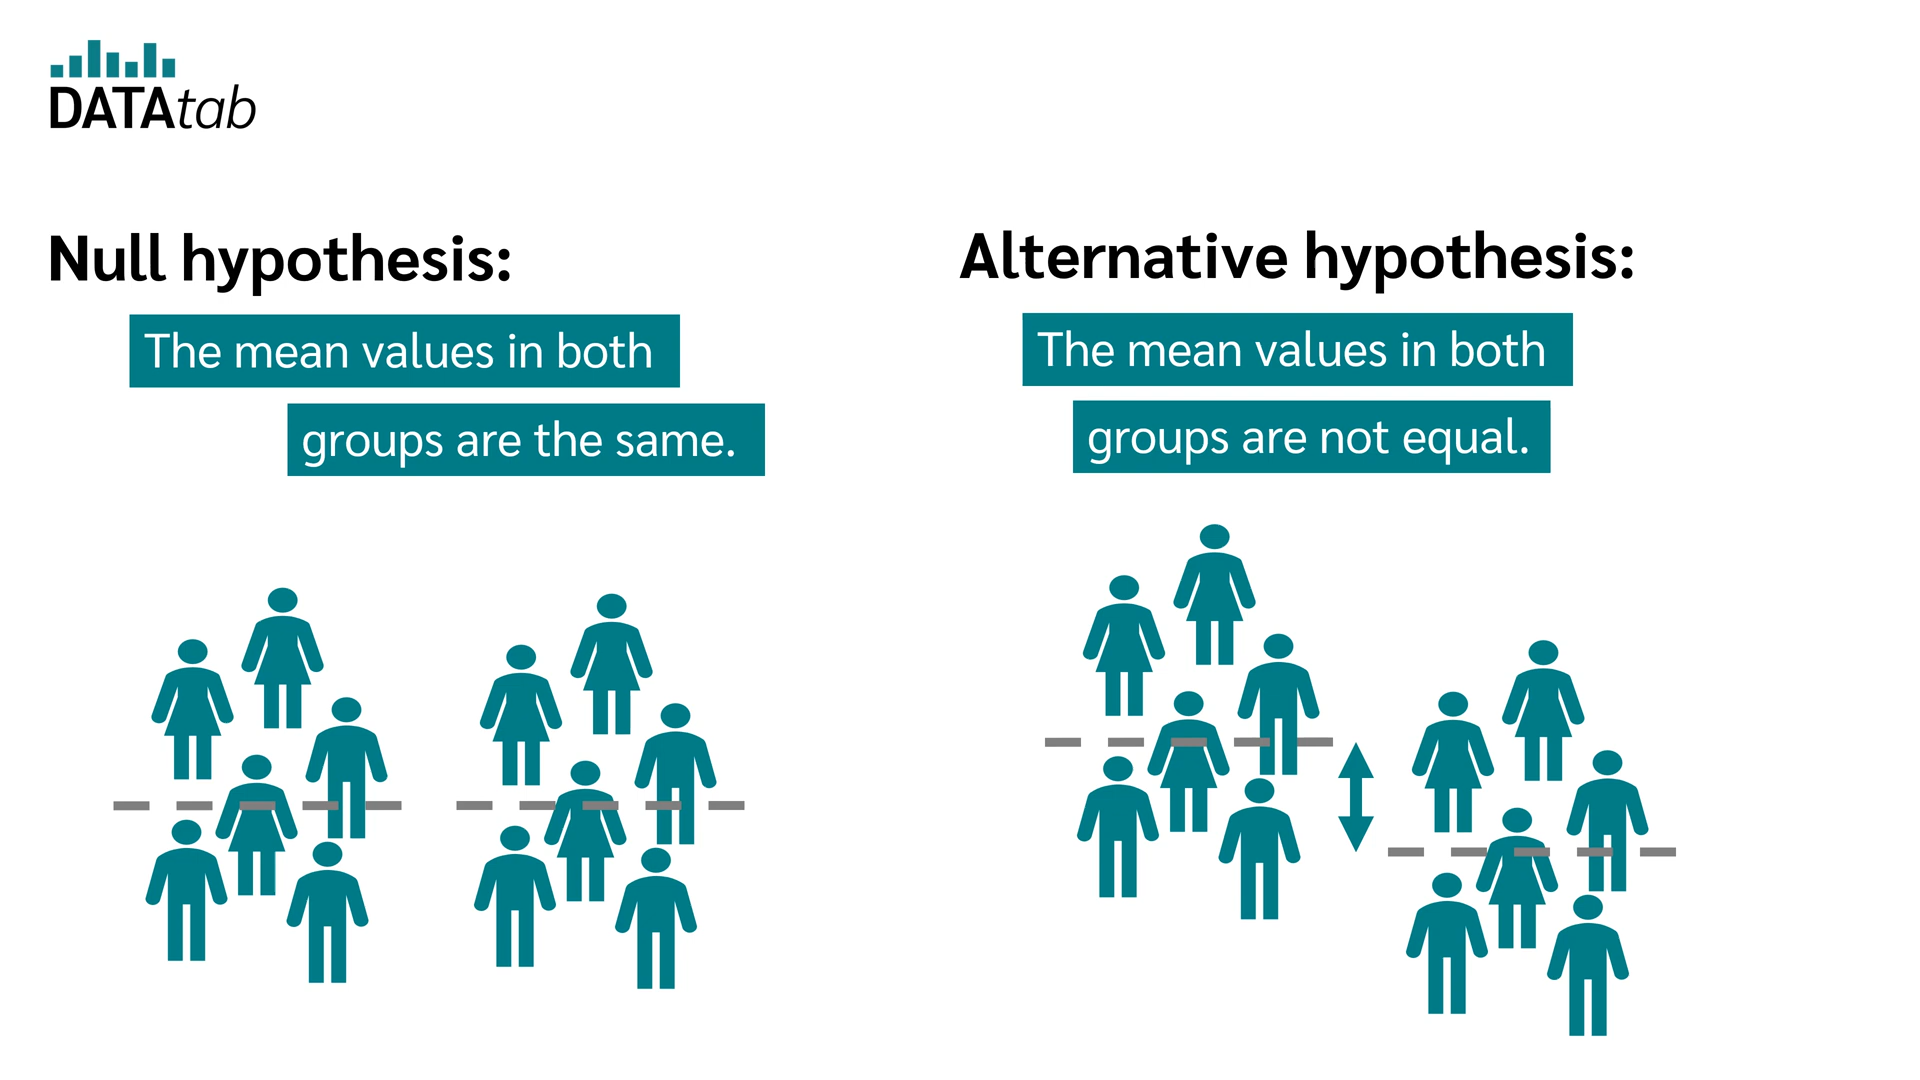 DATAtab
Null hypothesis:
The mean values in both
groups are the same.
Alternative hypothesis:
The mean values in both
groups are not equal.